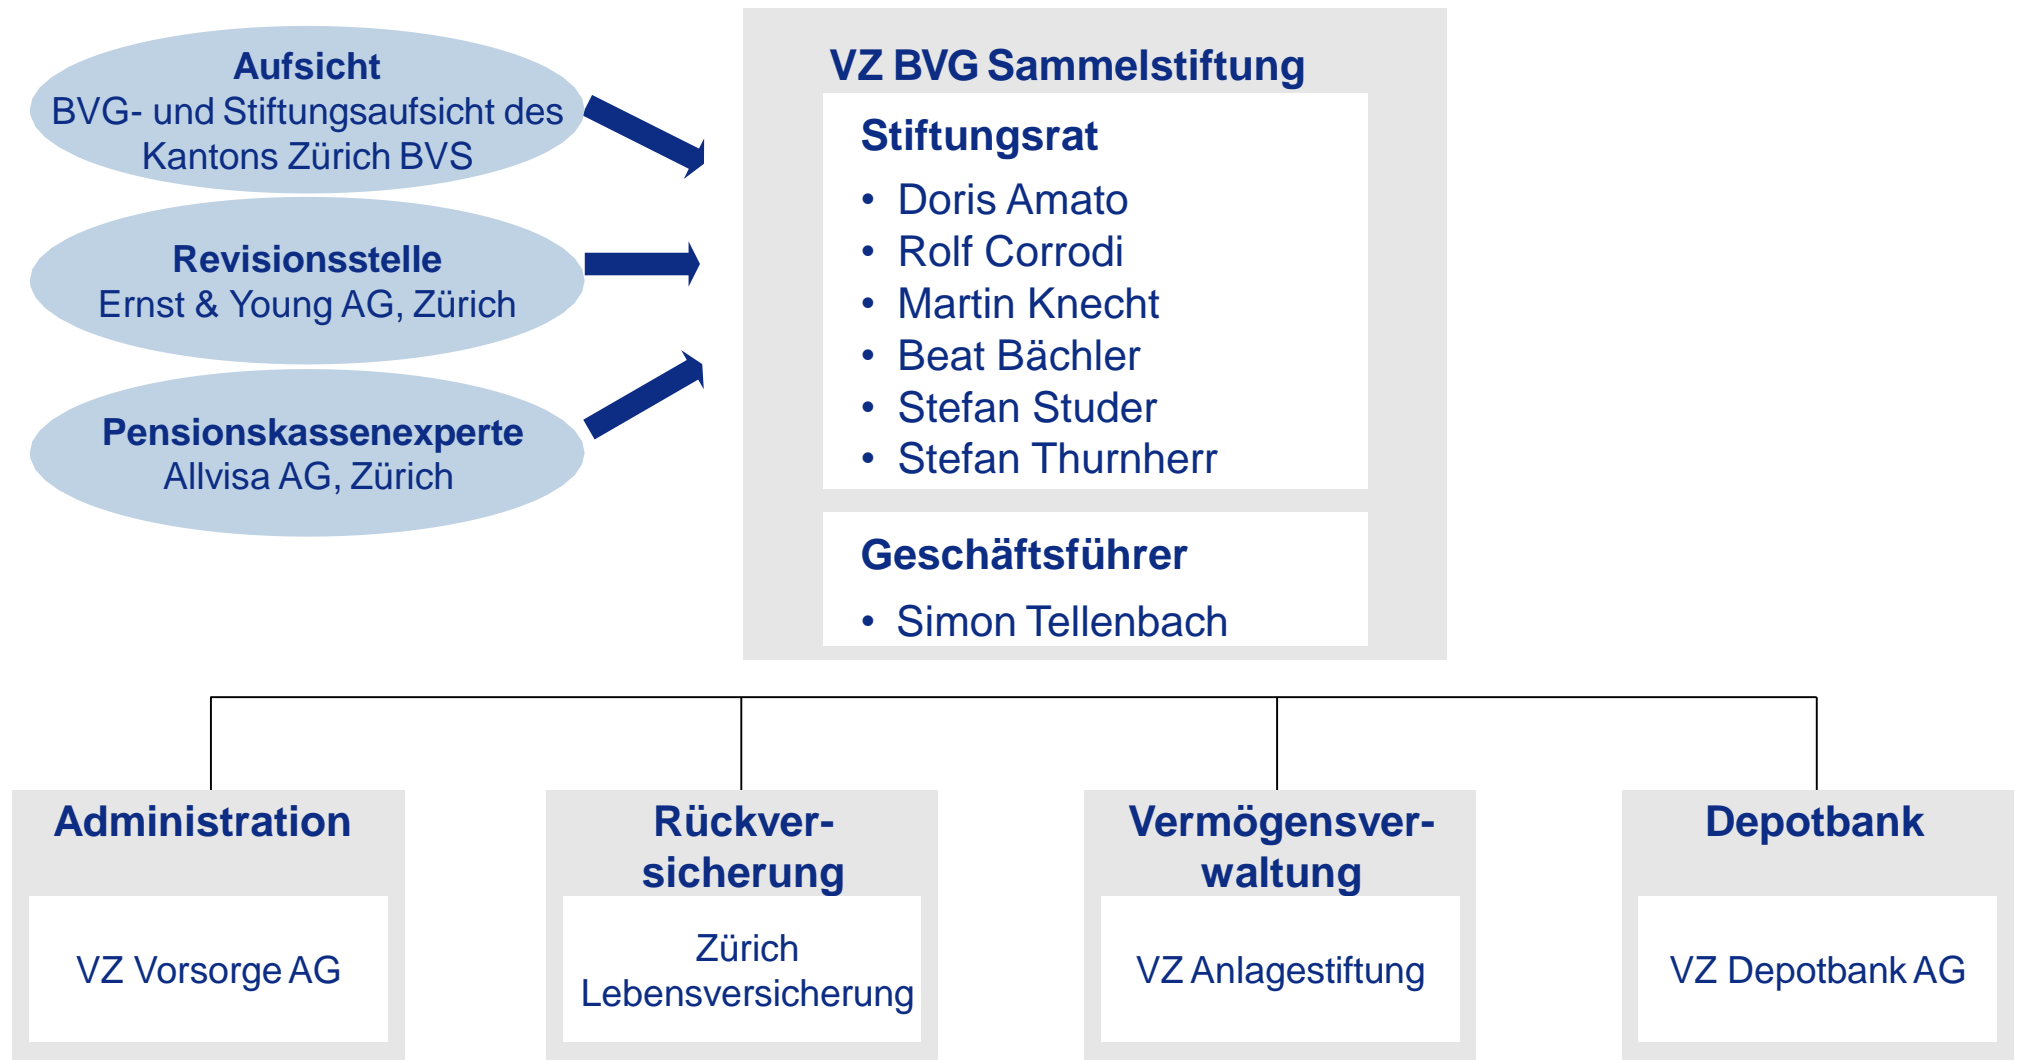 Aufsicht
BVG- und Stiftungsaufsicht des
Kantons Zürich BVS
Revisionsstelle
Ernst & Young AG, Zürich
Pensionskassenexperte
Allvisa AG, Zürich
VZ BVG Sammelstiftung
Stiftungsrat
• Doris Amato
• Rolf Corrodi
• Martin Knecht
• Beat Bächler
• Stefan Studer
• Stefan Thurnherr
Geschäftsführer
• Simon Tellenbach
Administration
VZ Vorsorge AG
Rückver-
sicherung
Zürich
Lebensversicherung
Vermögensver-
waltung
VZ Anlagestiftung
Depotbank
VZ Depotbank AG